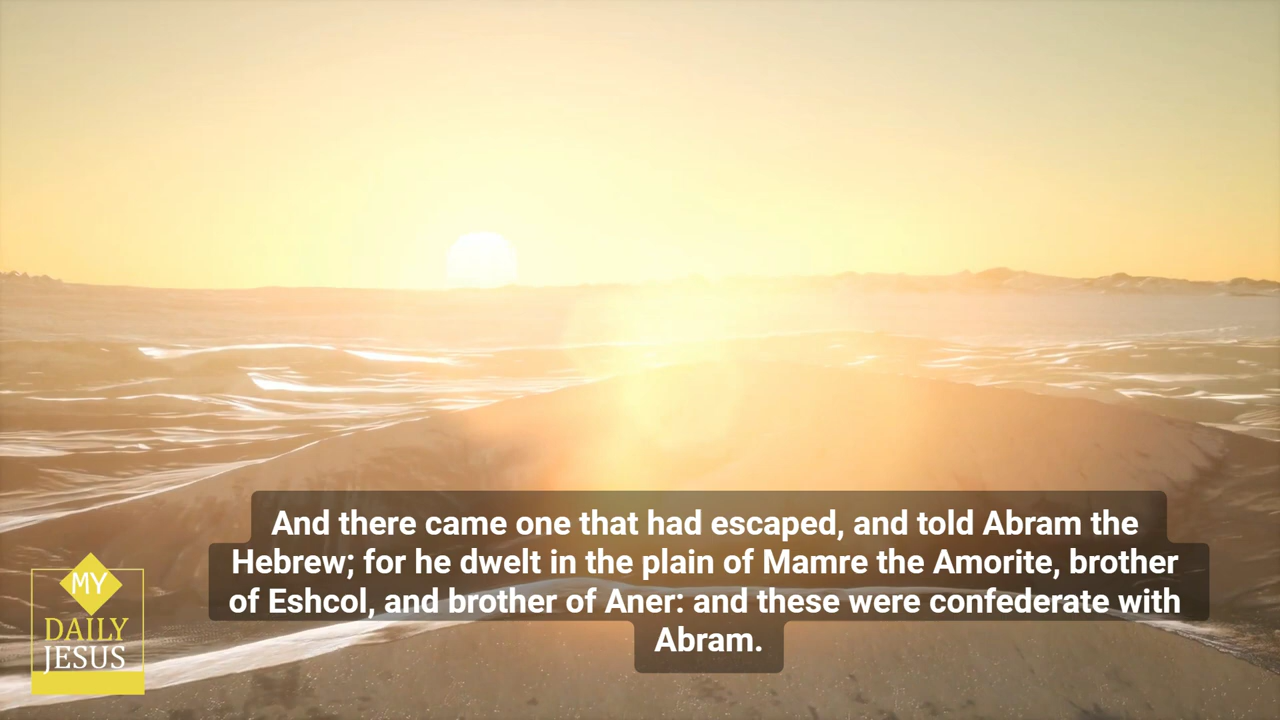 And there came one that had escaped, and told Abram the
Hebrew; for he dwelt in the plain of Mamre the Amorite, brother
of Eshcol, and brother of Aner: and these were confederate with
Abram.
MY
DAILY
JESUS